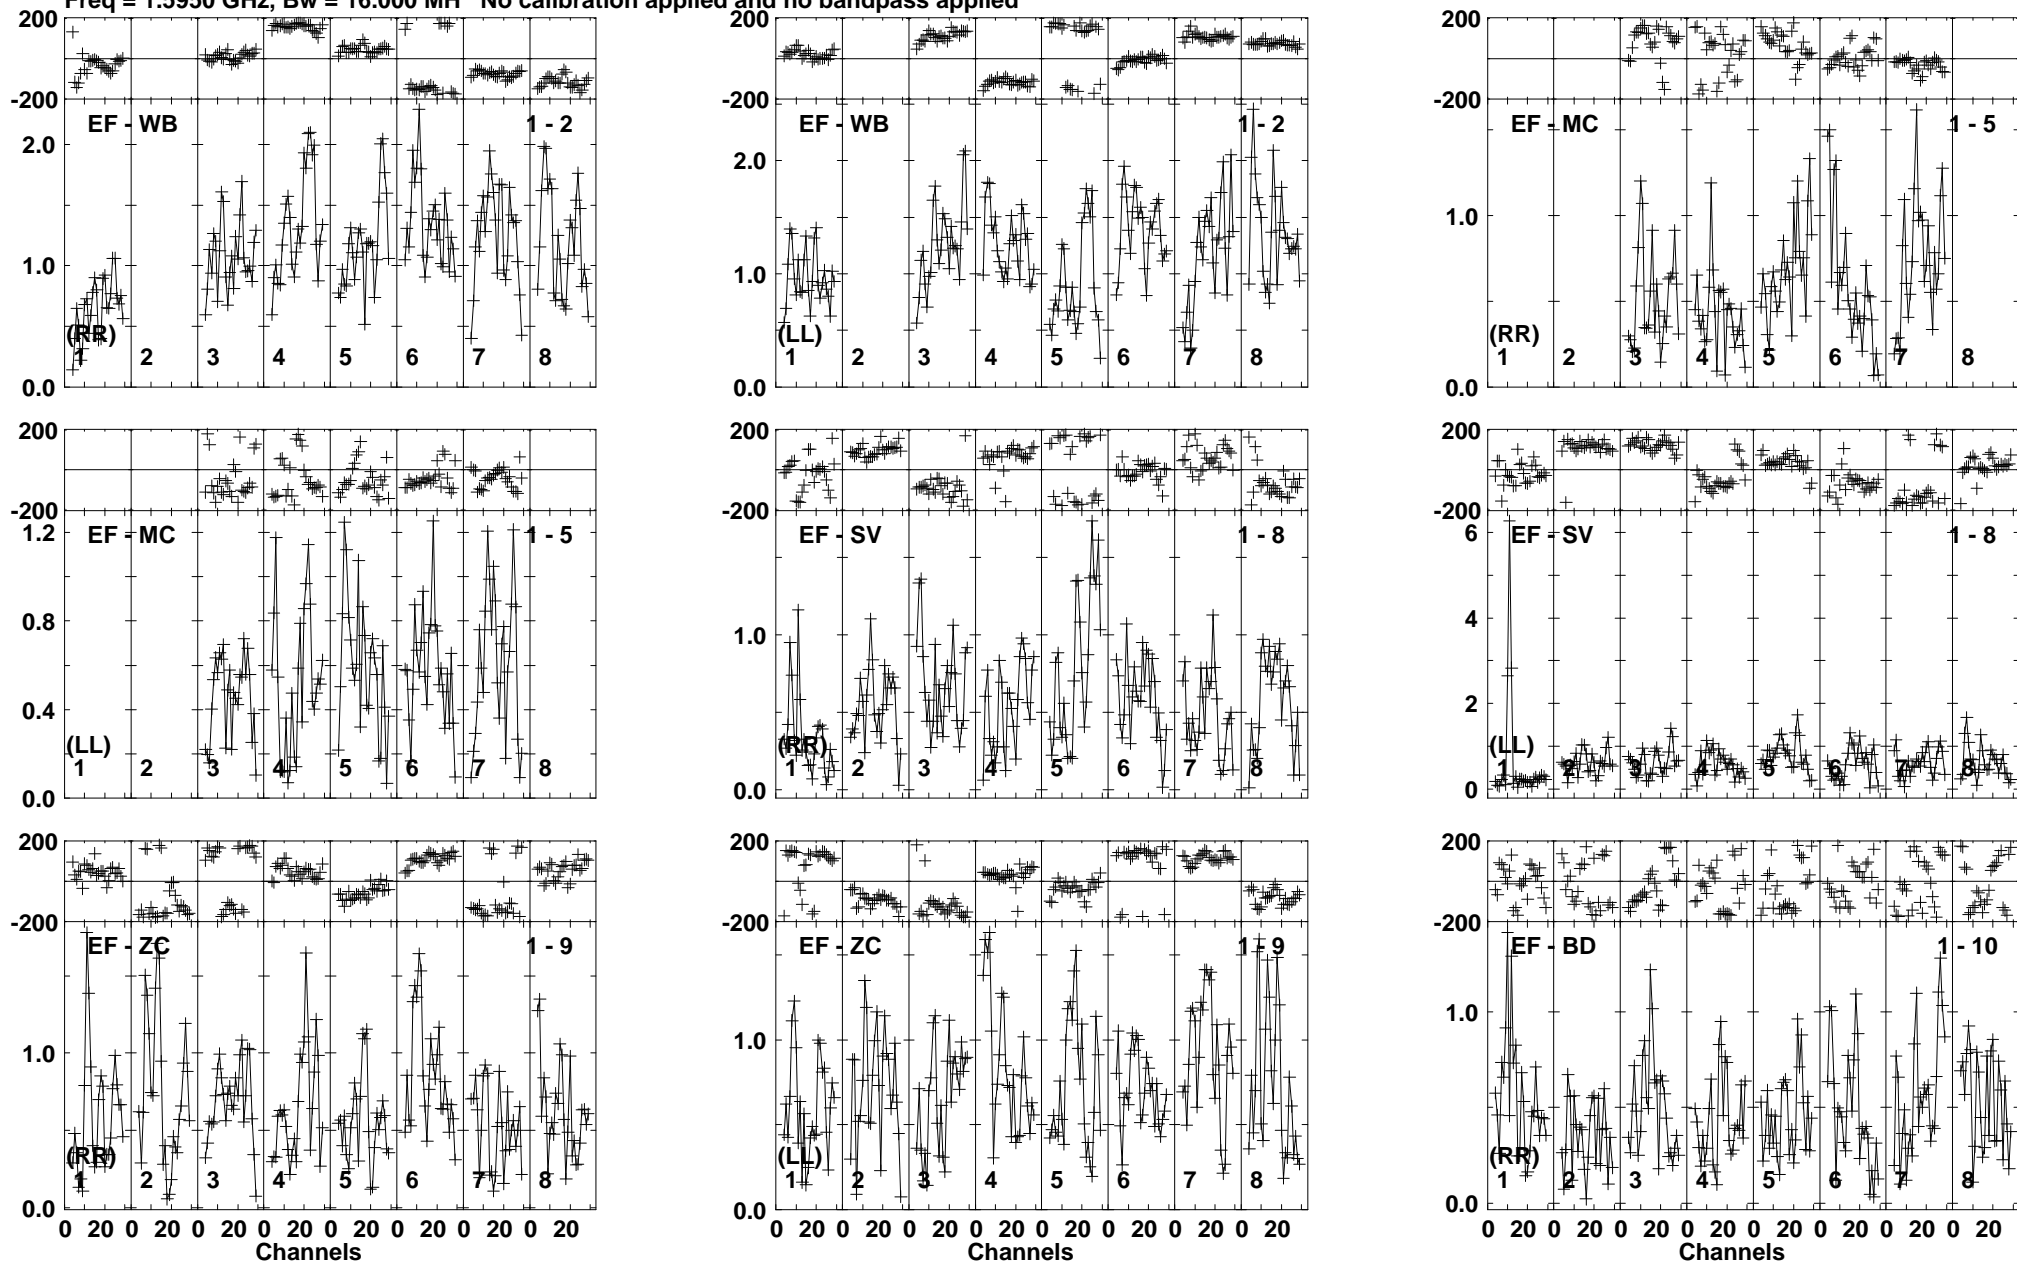 Freq = 1.5950 GHz, Bw = 16.000 MH No calibration applied and no bandpass applied
200
-200
EF - WB 1 - 2
2.0
1.0
0.0
(RR)
1 2 3 4 5 6 7 8
200
-200
EF - WB 1 - 2
2.0
1.0
0.0
(LL)
1 2 3 4 5 6 7 8
200
-200
EF - MC 1 - 5
1.0
0.0
(RR)
1 2 3 4 5 6 7 8
200
-200
EF - MC 1 - 5
1.2
0.8
0.4
0.0
(LL)
1 2 3 4 5 6 7 8
200
-200
EF - SV 1 - 8
1.0
0.0
(RR)
1 2 3 4 5 6 7 8
200
-200
EF - SV 1 - 8
6
4
2
0
(LL)
1 2 3 4 5 6 7 8
200
-200
EF - ZC 1 - 9
1.0
0.0
(RR)
1 2 3 4 5 6 7 8
0 20 0 20 0 20 0 20 0 20 0 20 0 20 0 20
Channels
200
-200
EF - ZC 1 - 9
1.0
0.0
(LL)
1 2 3 4 5 6 7 8
0 20 0 20 0 20 0 20 0 20 0 20 0 20 0 20
Channels
200
-200
EF - BD 1 - 10
1.0
0.0
(RR)
1 2 3 4 5 6 7 8
0 20 0 20 0 20 0 20 0 20 0 20 0 20 0 20
Channels